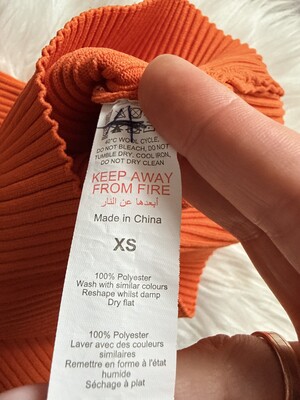 40°C WOOL CYCLE,
DO NOT BLEACH, DO NOT
TUMBLE DRY, COOL IRON,
DO NOT DRY CLEAN
KEEP AWAY
FROM FIRE
أبعدها عن النار
Made in China
XS
100% Polyester
Wash with similar colours
Reshape whilst damp
Dry flat
100% Polyester
Laver avec des couleurs
similaires
Remettre en forme à l'état
humide
Séchage à plat